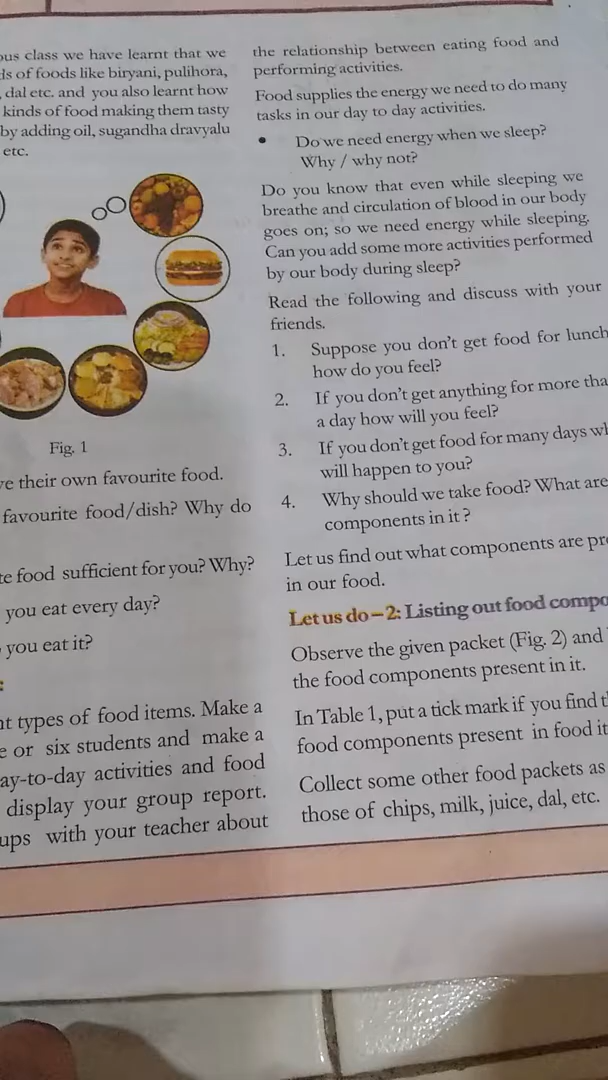 ous class we have learnt that we
ds of foods like biryani, pulihora,
, dal etc. and you also learnt how
kinds of food making them tasty
by adding oil, sugandha dravyalu
etc.
Fig. 1
ve their own favourite food.
favourite food/dish? Why do
te food sufficient for you? Why?
you eat every day?
you eat it?
:
nt types of food items. Make a
e or six students and make a
ay-to-day activities and food
display your group report.
ups with your teacher about
the relationship between eating food and
performing activities.
Food supplies the energy we need to do many
tasks in our day to day activities.
• Do we need energy when we sleep?
Why / why not?
Do you know that even while sleeping we
breathe and circulation of blood in our body
goes on; so we need energy while sleeping.
Can you add some more activities performed
by our body during sleep?
Read the following and discuss with your
friends.
1. Suppose you don't get food for lunch
how do you feel?
2. If you don't get anything for more tha
a day how will you feel?
3. If you don't get food for many days wh
will happen to you?
4. Why should we take food? What are
components in it ?
Let us find out what components are pre
in our food.
Let us do – 2: Listing out food compo
Observe the given packet (Fig. 2) and
the food components present in it.
In Table 1, put a tick mark if you find th
food components present in food it
Collect some other food packets as
those of chips, milk, juice, dal, etc.